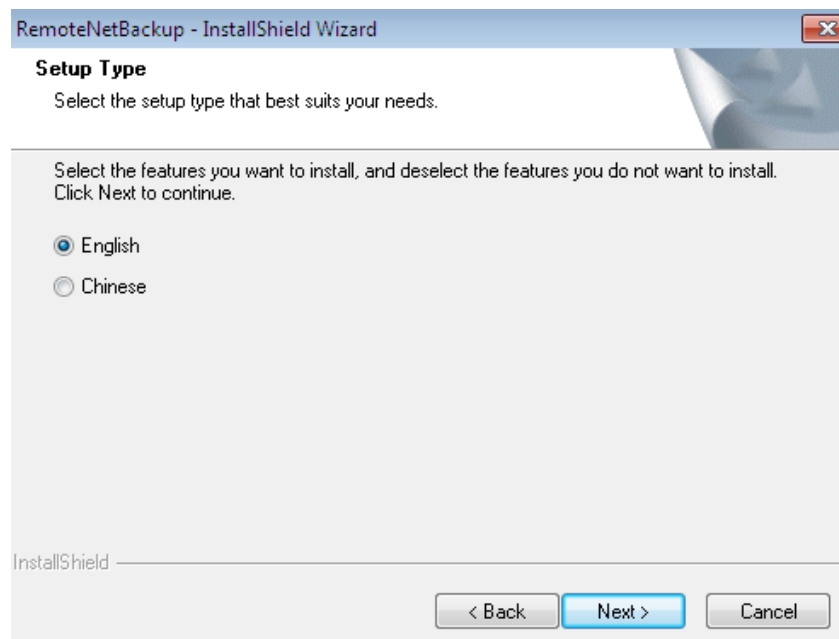 RemoteNetBackup - InstallShield Wizard
Setup Type
Select the setup type that best suits your needs.
Select the features you want to install, and deselect the features you do not want to install.
Click Next to continue.
English
Chinese
InstallShield
< Back Next > Cancel